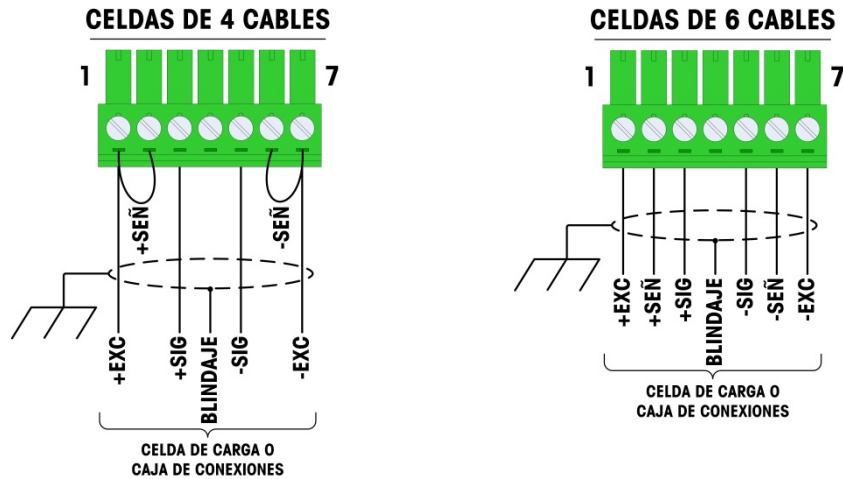 CELDAS DE 4 CABLES
1
7
+SEÑ
-SEÑ
+EXC
+SIG
BLINDAJE
-SIG
-EXC
CELDA DE CARGA O
CAJA DE CONEXIONES
CELDAS DE 6 CABLES
1
7
+EXC
+SEÑ
+SIG
BLINDAJE
-SIG
-SEÑ
-EXC
CELDA DE CARGA O
CAJA DE CONEXIONES